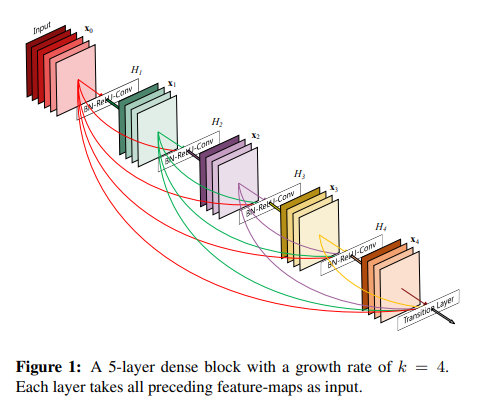 Input
x₀
H₁
BN-ReLU-Conv
x₁
H₂
BN-ReLU-Conv
x₂
H₃
BN-ReLU-Conv
x₃
H₄
BN-ReLU-Conv
x₄
Transition Layer
Figure 1: A 5-layer dense block with a growth rate of k = 4.
Each layer takes all preceding feature-maps as input.